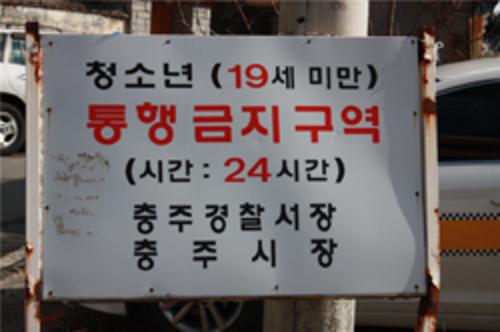 청소년 (19세 미만)
통행금지구역
(시간 : 24시간)
충주경찰서장
충주시장